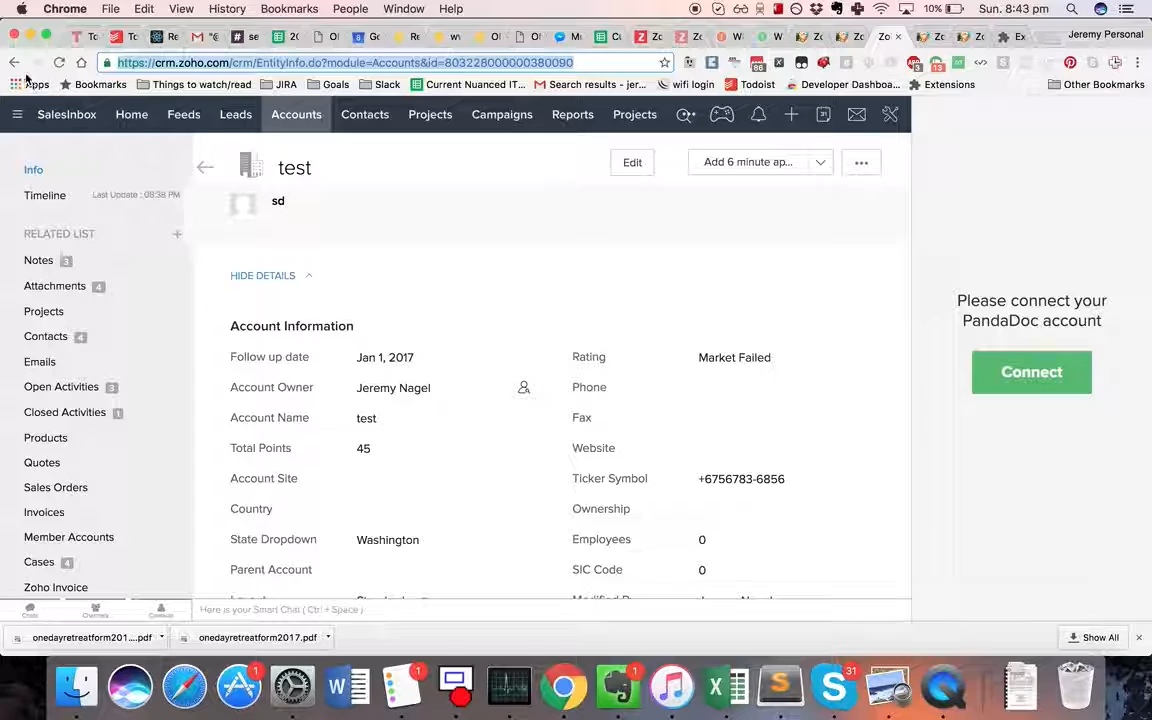 Chrome File Edit View History Bookmarks People Window Help 10% Sun. 8:43 pm
Jeremy Personal
https://crm.zoho.com/crm/EntityInfo.do?module=Accounts&id=803228000000380090
Apps Bookmarks Things to watch/read JIRA Goals Slack Current Nuanced IT... Search results - jer... wifi login Todoist Developer Dashboa... Extensions Other Bookmarks
SalesInbox Home Feeds Leads Accounts Contacts Projects Campaigns Reports Projects
test
Edit
Add 6 minute ap...
Info
Timeline
Last Update : 08:38 PM
sd
RELATED LIST +
Notes 3
Attachments 4
Projects
Contacts 4
Emails
Open Activities 3
Closed Activities 1
Products
Quotes
Sales Orders
Invoices
Member Accounts
Cases 4
Zoho Invoice
HIDE DETAILS
Account Information
Follow up date Jan 1, 2017 Rating Market Failed
Account Owner Jeremy Nagel Phone
Account Name test Fax
Total Points 45 Website
Account Site Ticker Symbol +6756783-6856
Country Ownership
State Dropdown Washington Employees 0
Parent Account SIC Code 0
Please connect your
PandaDoc account
Connect
Here is your Smart Chat ( Ctrl + Space )
onedayretreatform201....pdf onedayretreatform2017.pdf Show All